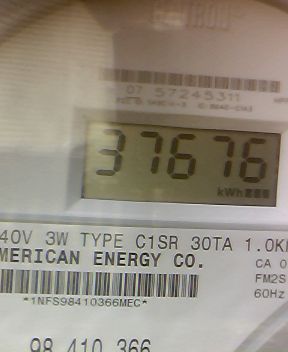 CENTRON
07 57245311
37676
kWh
40V 3W TYPE C1SR 30TA 1.0K
MERICAN ENERGY CO.
CA 0
FM2S
60Hz
*1NFS98410366MEC*
98 410 366